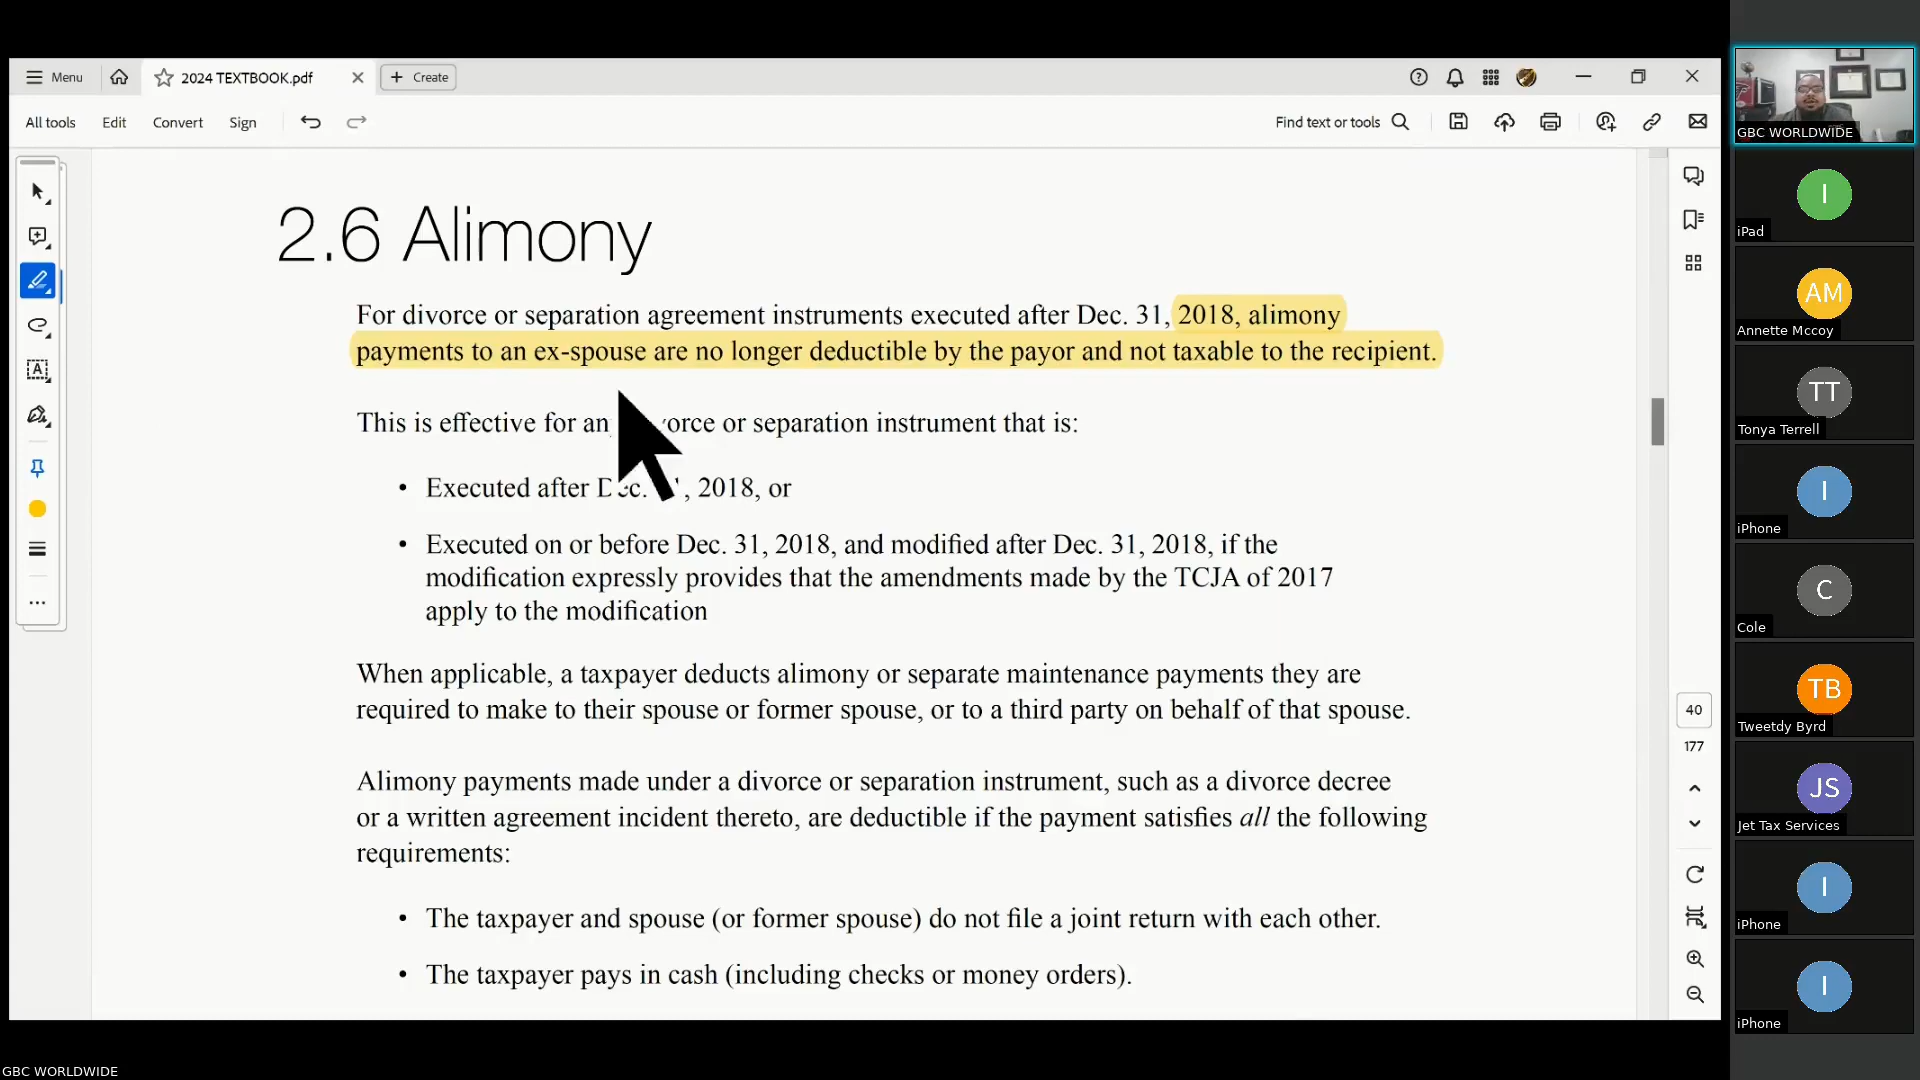 Menu
2024 TEXTBOOK.pdf
Create
All tools
Edit
Convert
Sign
Find text or tools
2.6 Alimony
For divorce or separation agreement instruments executed after Dec. 31, 2018, alimony
payments to an ex-spouse are no longer deductible by the payor and not taxable to the recipient.
This is effective for an orce or separation instrument that is:
• Executed after Dec. , 2018, or
• Executed on or before Dec. 31, 2018, and modified after Dec. 31, 2018, if the
modification expressly provides that the amendments made by the TCJA of 2017
apply to the modification
When applicable, a taxpayer deducts alimony or separate maintenance payments they are
required to make to their spouse or former spouse, or to a third party on behalf of that spouse.
Alimony payments made under a divorce or separation instrument, such as a divorce decree
or a written agreement incident thereto, are deductible if the payment satisfies all the following
requirements:
• The taxpayer and spouse (or former spouse) do not file a joint return with each other.
• The taxpayer pays in cash (including checks or money orders).
40
177
GBC WORLDWIDE
I
iPad
AM
Annette Mccoy
TT
Tonya Terrell
I
iPhone
C
Cole
TB
Tweetdy Byrd
JS
Jet Tax Services
I
iPhone
I
iPhone
GBC WORLDWIDE